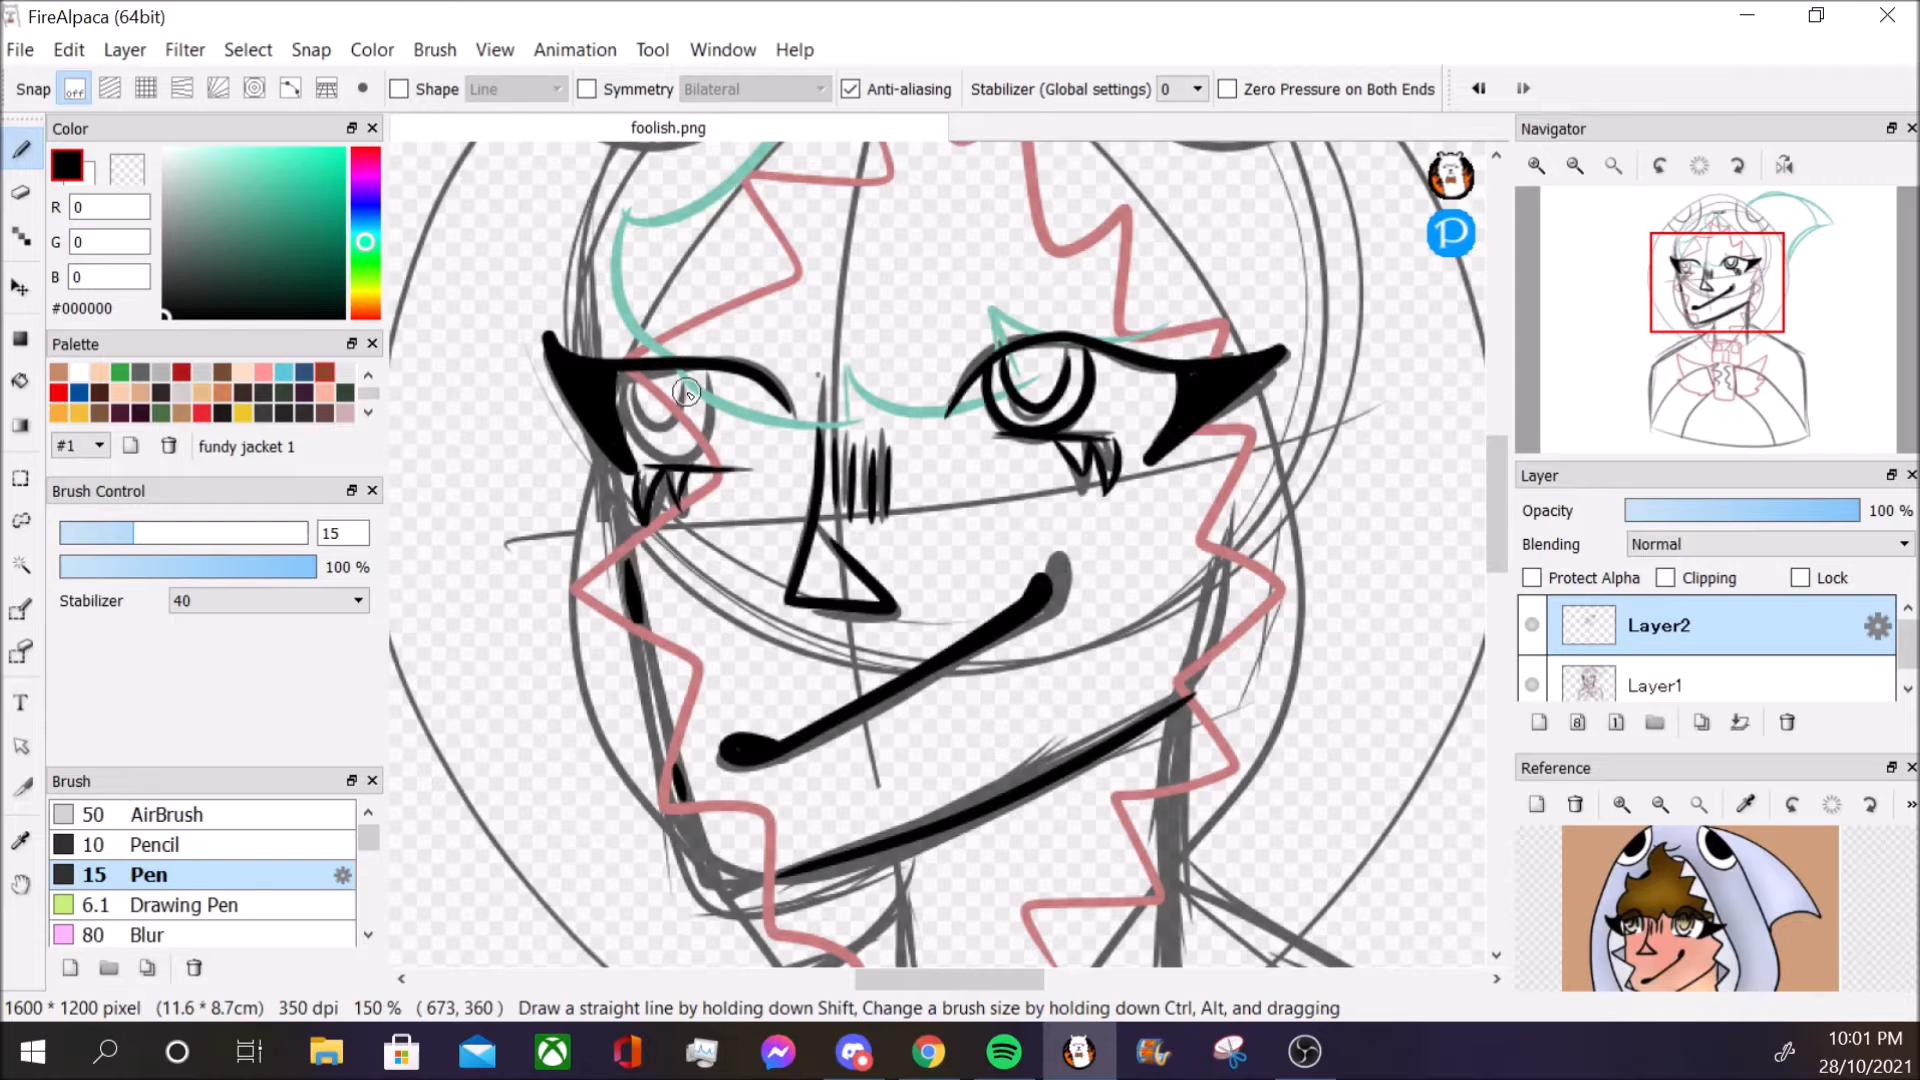 FireAlpaca (64bit)
File Edit Layer Filter Select Snap Color Brush View Animation Tool Window Help
Snap off Shape Line Symmetry Bilateral Anti-aliasing Stabilizer (Global settings) 0 Zero Pressure on Both Ends
Color
foolish.png
Navigator
R 0
G 0
B 0
#000000
P
Palette
#1 fundy jacket 1
Brush Control
15
100 %
Stabilizer 40
Layer
Opacity 100 %
Blending Normal
Protect Alpha Clipping Lock
Layer2
Layer1
8 1
Reference
Brush
50 AirBrush
10 Pencil
15 Pen
6.1 Drawing Pen
80 Blur
1600 * 1200 pixel (11.6 * 8.7cm) 350 dpi 150 % ( 673, 360 ) Draw a straight line by holding down Shift, Change a brush size by holding down Ctrl, Alt, and dragging
10:01 PM
28/10/2021